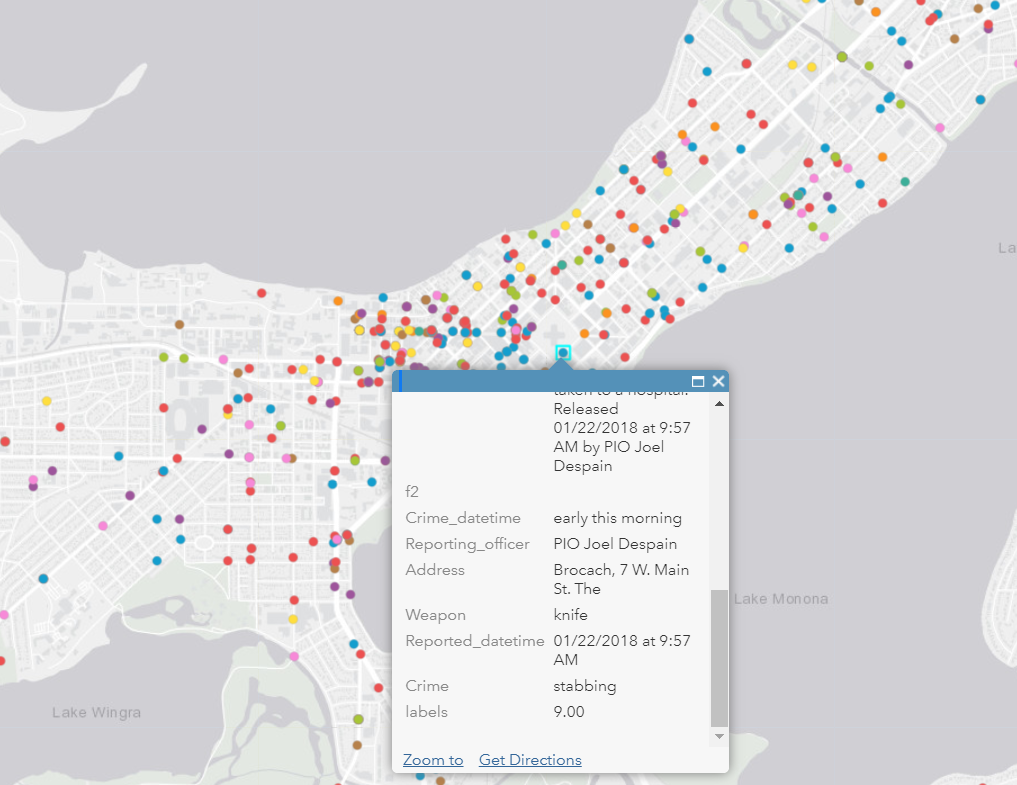 La
taken to a hospital.
Released
01/22/2018 at 9:57
AM by PIO Joel
Despain
f2
Crime_datetime early this morning
Reporting_officer PIO Joel Despain
Address Brocach, 7 W. Main
St. The
Weapon knife
Reported_datetime 01/22/2018 at 9:57
AM
Crime stabbing
labels 9.00
Zoom to Get Directions
Lake Monona
Lake Wingra